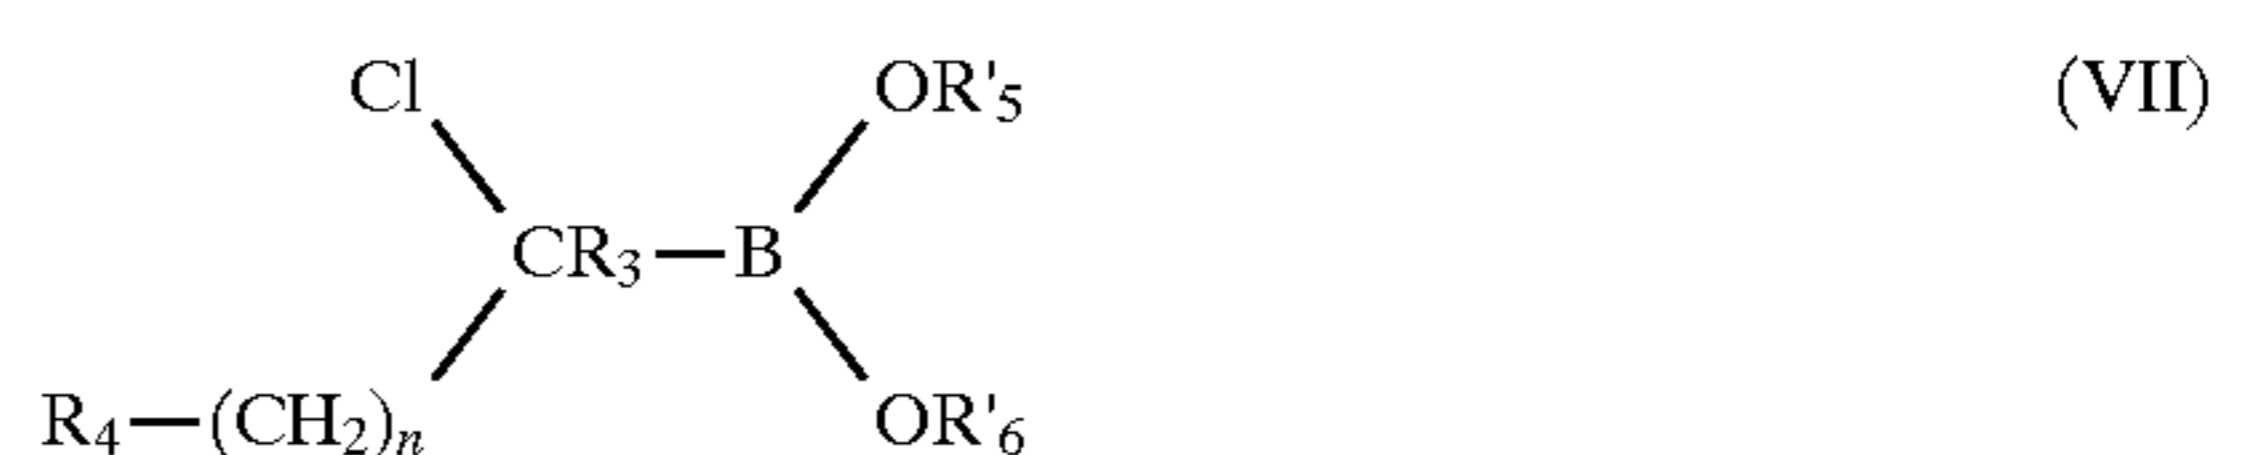 Cl OR'5 (VII)
CR3—B
R4—(CH2)n OR'6